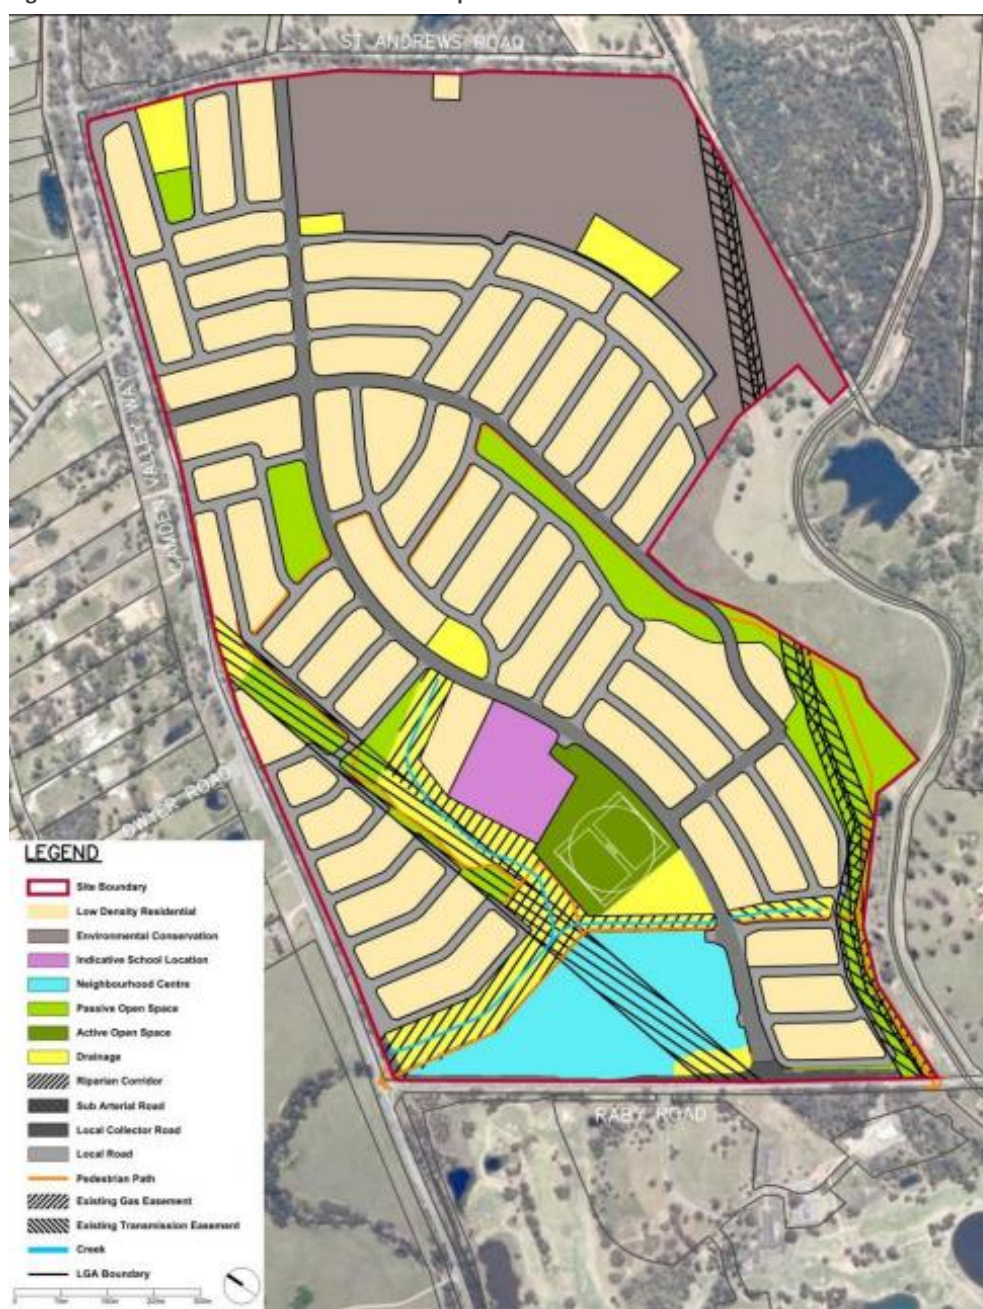 ST ANDREWS ROAD
CAMDEN VALLEY WAY
ROAD
LEGEND
Site Boundary
Low Density Residential
Environmental Conservation
Indicative School Location
Neighbourhood Centre
Passive Open Space
Active Open Space
Drainage
Riparian Corridor
Sub Arterial Road
Local Collector Road
Local Road
Pedestrian Path
Existing Gas Easement
Existing Transmission Easement
Creek
LGA Boundary
0
RABY ROAD